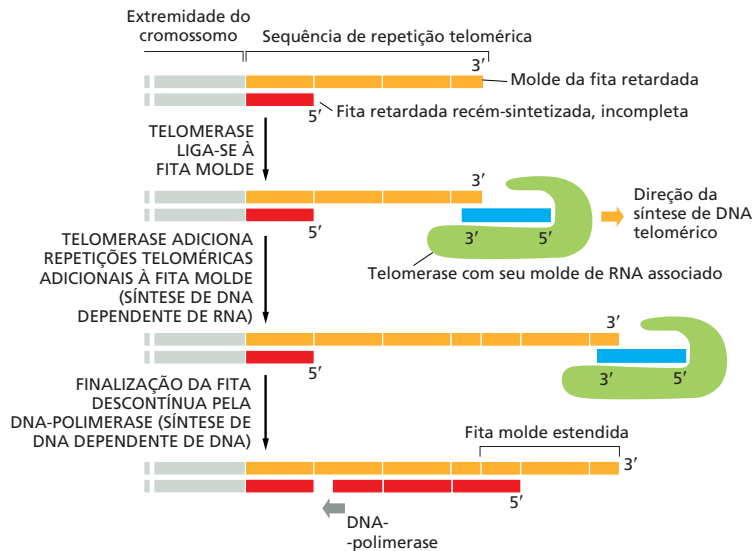 Extremidade do
cromossomo
Sequência de repetição telomérica
3′
Molde da fita retardada
Fita retardada recém-sintetizada, incompleta
5′
TELOMERASE
LIGA-SE À
FITA MOLDE
3′
5′
3′
5′
Direção da
síntese de DNA
telomérico
Telomerase com seu molde de RNA associado
TELOMERASE ADICIONA
REPETIÇÕES TELOMÉRICAS
ADICIONAIS À FITA MOLDE
(SÍNTESE DE DNA
DEPENDENTE DE RNA)
3′
5′
3′
5′
FINALIZAÇÃO DA FITA
DESCONTÍNUA PELA
DNA-POLIMERASE (SÍNTESE DE
DNA DEPENDENTE DE DNA)
Fita molde estendida
3′
5′
DNA-
-polimerase